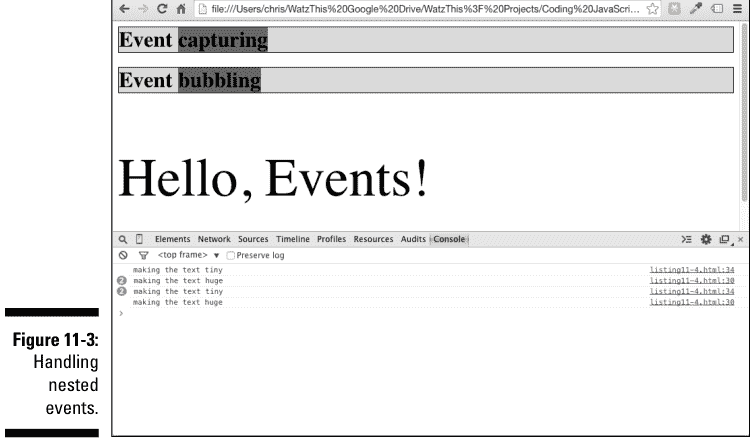 file:///Users/chris/WatzThis%20Google%20Drive/WatzThis%3F%20Projects/Coding%20JavaScri...
Event capturing
Event bubbling
Hello, Events!
Elements Network Sources Timeline Profiles Resources Audits Console
<top frame> ▼ Preserve log
making the text tiny listing11-4.html:34
2 making the text huge listing11-4.html:30
2 making the text tiny listing11-4.html:34
making the text huge listing11-4.html:30
>
Figure 11-3:
Handling
nested
events.